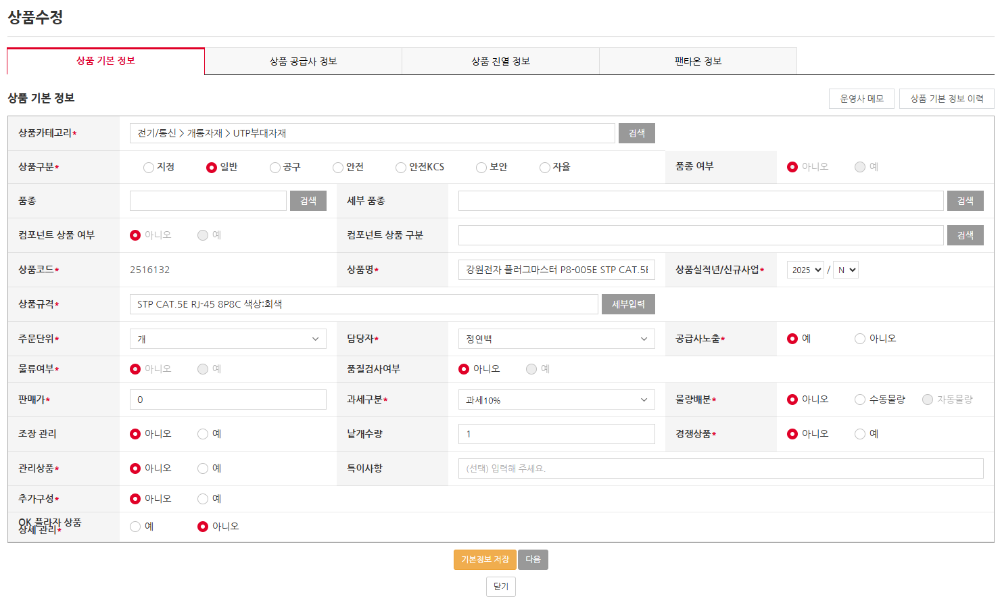 상품수정
상품 기본 정보 상품 공급사 정보 상품 진열 정보 팬타온 정보
상품 기본 정보 운영사 메모 상품 기본 정보 이력
상품카테고리* 전기/통신 > 개통자재 > UTP부대자재 검색
상품구분* 지정 일반 공구 안전 안전KCS 보안 자율 품종 여부 아니오 예
품종 검색 세부 품종 검색
컴포넌트 상품 여부 아니오 예 컴포넌트 상품 구분 검색
상품코드* 2516132 상품명* 강원전자 플러그마스터 P8-005E STP CAT.5E 상품실적년/신규사업* 2025 / N
상품규격* STP CAT.5E RJ-45 8P8C 색상:회색 세부입력
주문단위* 개 담당자* 정연백 공급사노출* 예 아니오
물류여부* 아니오 예 품질검사여부 아니오 예
판매가* 0 과세구분* 과세10% 물량배분* 아니오 수동물량 자동물량
조장 관리 아니오 예 낱개수량 1 경쟁상품* 아니오 예
관리상품* 아니오 예 특이사항 (선택) 입력해 주세요.
추가구성* 아니오 예
OK 플라자 상품
상세 관리* 예 아니오
기본정보 저장 다음
닫기